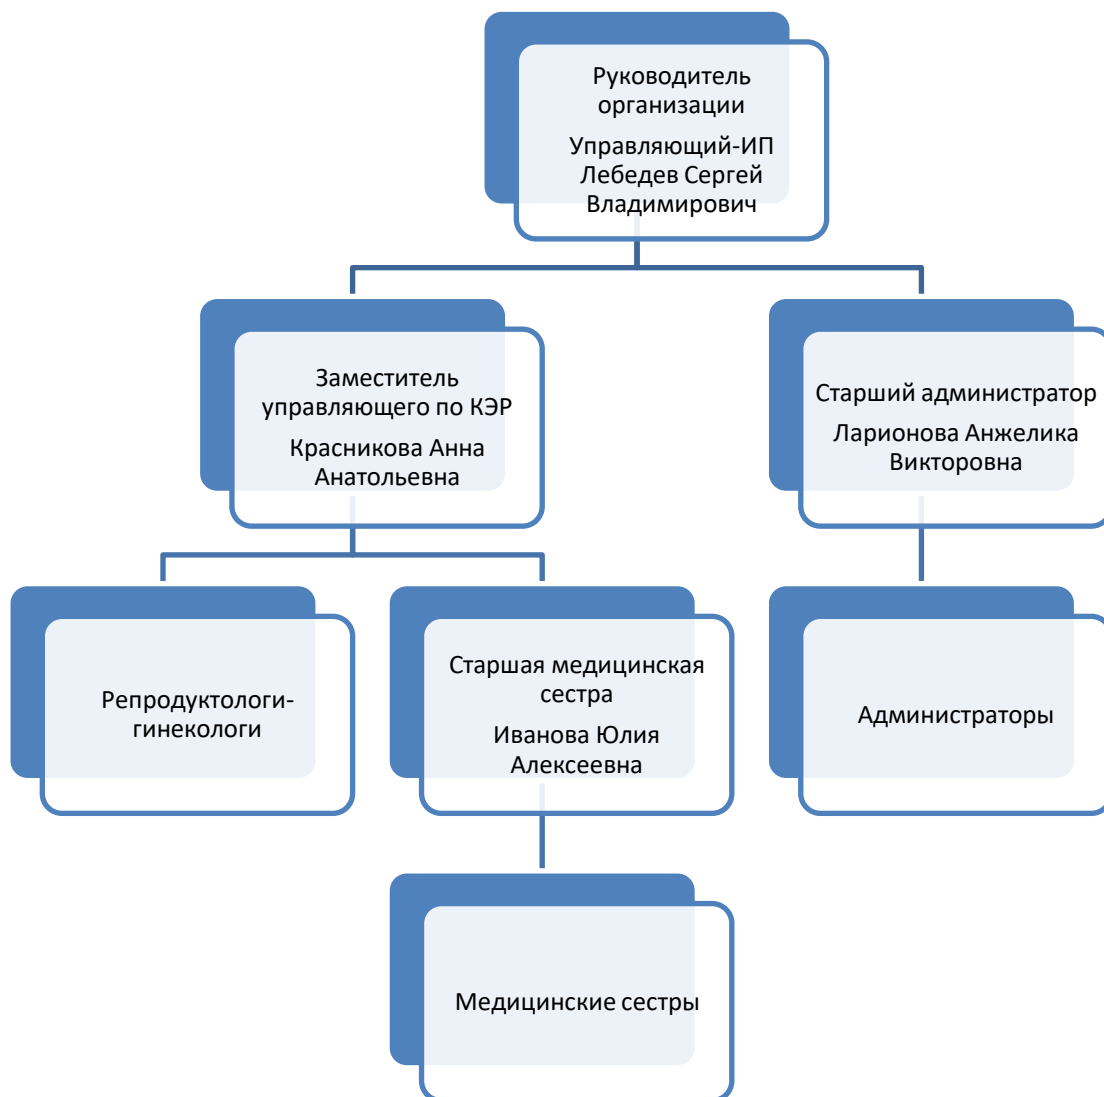 Руководитель
организации
Управляющий-ИП
Лебедев Сергей
Владимирович
Заместитель
управляющего по КЭР
Красникова Анна
Анатольевна
Старший администратор
Ларионова Анжелика
Викторовна
Репродуктологи-
гинекологи
Старшая медицинская
сестра
Иванова Юлия
Алексеевна
Администраторы
Медицинские сестры